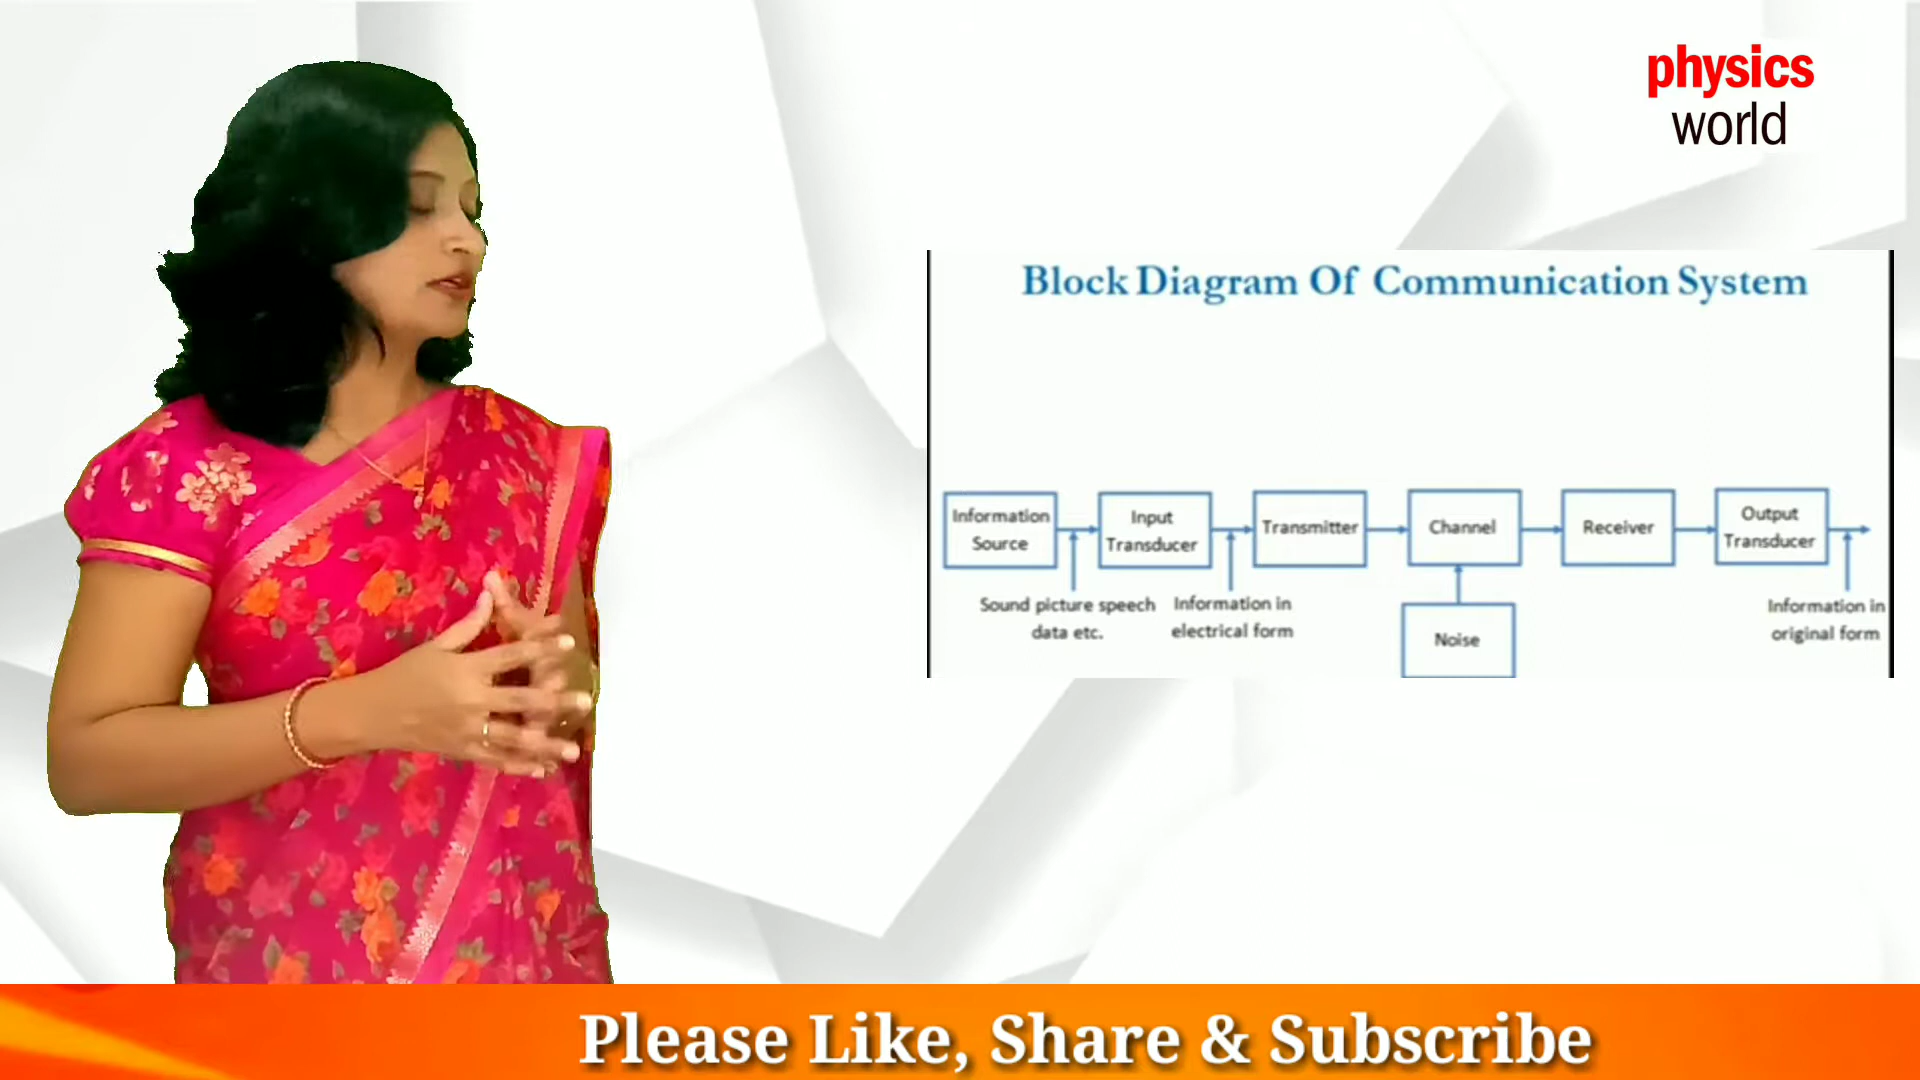 physics
world
Block Diagram Of Communication System
Information
Source
Input
Transducer
Transmitter
Channel
Receiver
Output
Transducer
Sound picture speech
data etc.
Information in
electrical form
Noise
Information in
original form
Please Like, Share & Subscribe